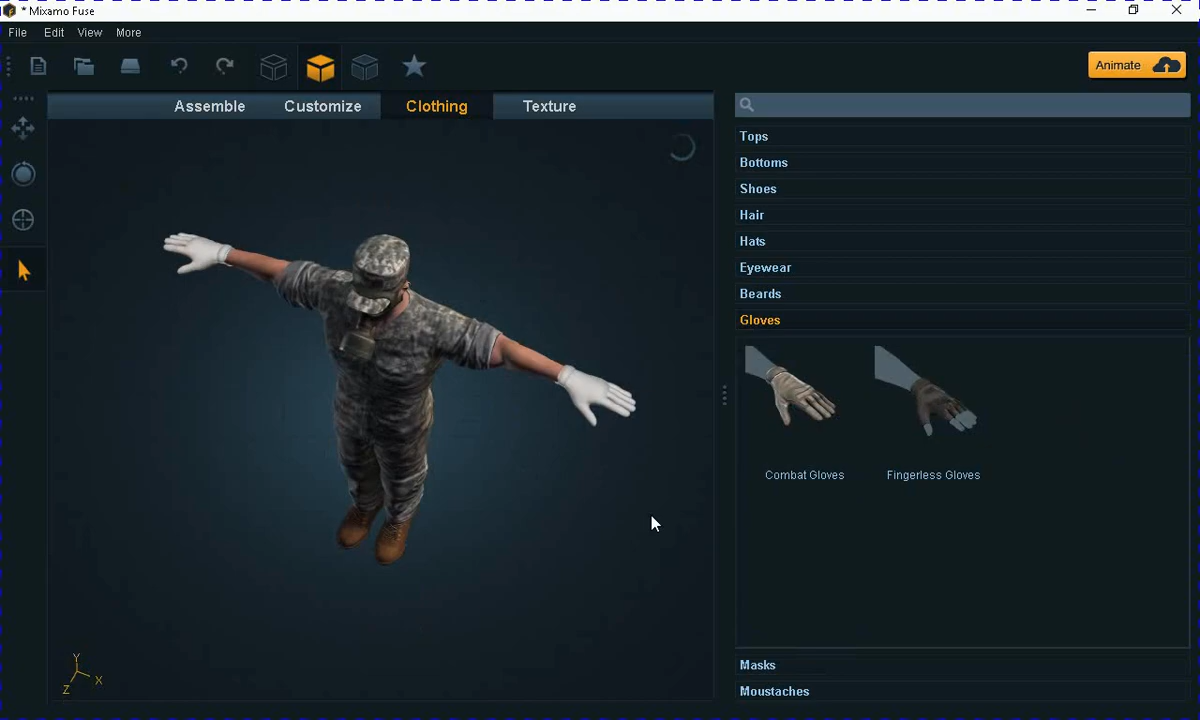 * Mixamo Fuse
File Edit View More
Animate
Assemble Customize Clothing Texture
Tops
Bottoms
Shoes
Hair
Hats
Eyewear
Beards
Gloves
Combat Gloves Fingerless Gloves
Masks
Moustaches
Y
X
Z